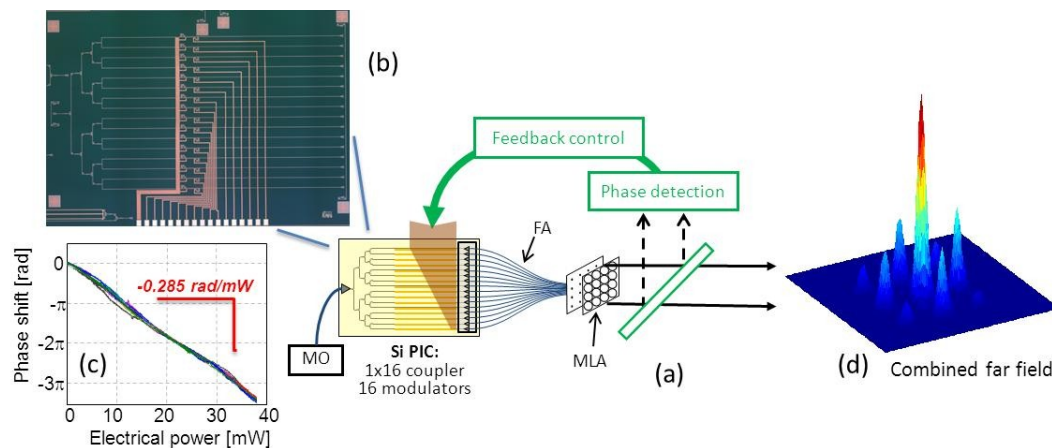 (b)
Feedback control
Phase detection
FA
MO
Si PIC:
1x16 coupler
16 modulators
MLA
(a)
(d)
Combined far field
Phase shift [rad]
0
-π
-2π
-3π
-0.285 rad/mW
(c)
0
10
20
30
40
Electrical power [mW]